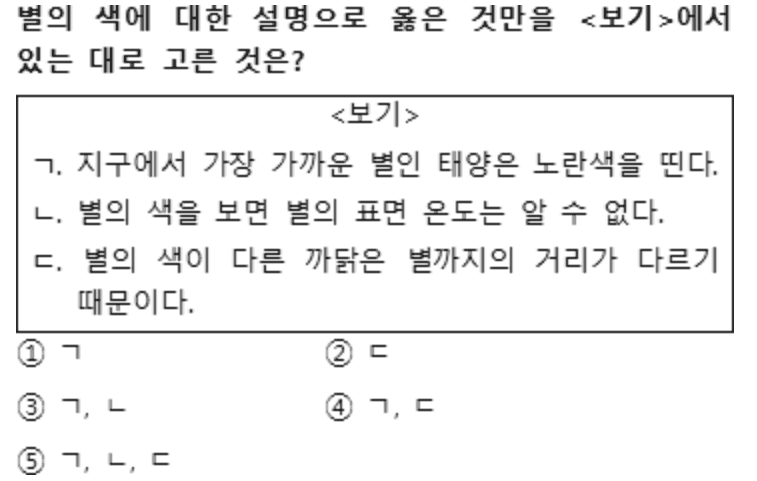 별의 색에 대한 설명으로 옳은 것만을 <보기>에서
있는 대로 고른 것은?
<보기>
ㄱ. 지구에서 가장 가까운 별인 태양은 노란색을 띤다.
ㄴ. 별의 색을 보면 별의 표면 온도는 알 수 없다.
ㄷ. 별의 색이 다른 까닭은 별까지의 거리가 다르기
때문이다.
① ㄱ ② ㄷ
③ ㄱ, ㄴ ④ ㄱ, ㄷ
⑤ ㄱ, ㄴ, ㄷ